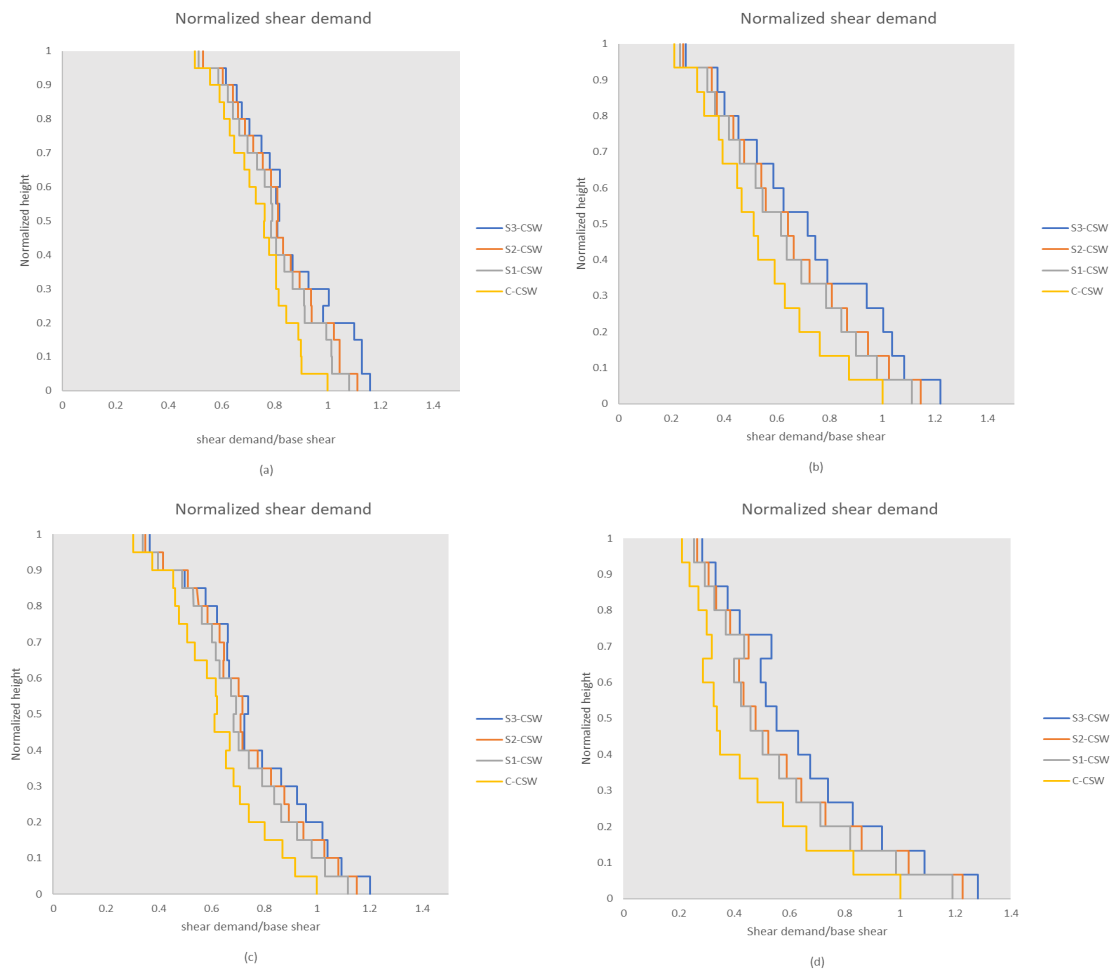 Normalized shear demand
Normalized height
1
0.9
0.8
0.7
0.6
0.5
0.4
0.3
0.2
0.1
0
0 0.2 0.4 0.6 0.8 1 1.2 1.4
shear demand/base shear
S3-CSW
S2-CSW
S1-CSW
C-CSW
(a)
Normalized shear demand
Normalized height
1
0.9
0.8
0.7
0.6
0.5
0.4
0.3
0.2
0.1
0
0 0.2 0.4 0.6 0.8 1 1.2 1.4
shear demand/base shear
S3-CSW
S2-CSW
S1-CSW
C-CSW
(b)
Normalized shear demand
Normalized height
1
0.9
0.8
0.7
0.6
0.5
0.4
0.3
0.2
0.1
0
0 0.2 0.4 0.6 0.8 1 1.2 1.4
shear demand/base shear
S3-CSW
S2-CSW
S1-CSW
C-CSW
(c)
Normalized shear demand
Normalized height
1
0.9
0.8
0.7
0.6
0.5
0.4
0.3
0.2
0.1
0
0 0.2 0.4 0.6 0.8 1 1.2 1.4
Shear demand/base shear
S3-CSW
S2-CSW
S1-CSW
C-CSW
(d)